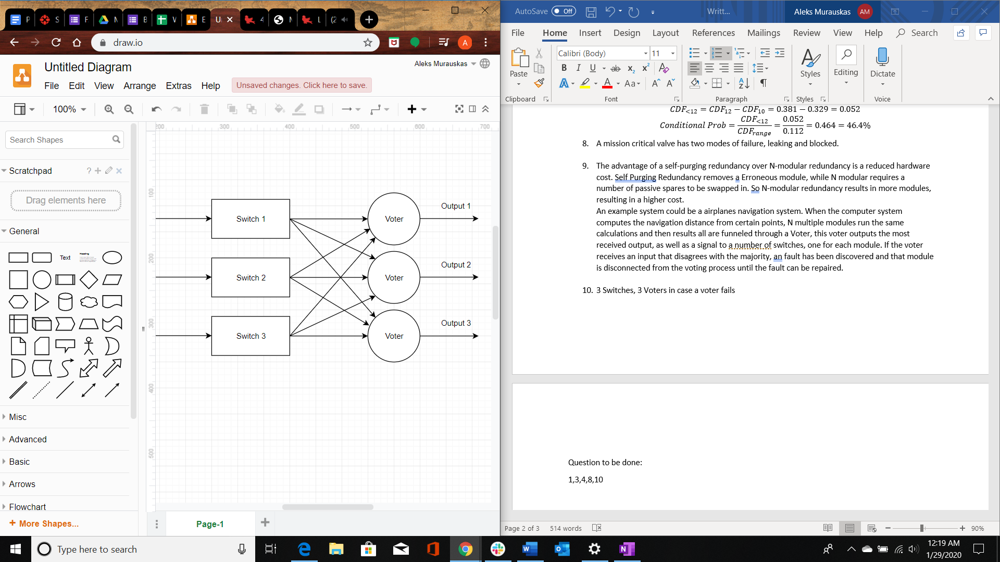 P
S
F
N
B
V
E
U
4
N
L
(2
draw.io
A
Untitled Diagram
Aleks Murauskas
File Edit View Arrange Extras Help
Unsaved changes. Click here to save.
100%
Search Shapes
Scratchpad
?
Drag elements here
General
Text
Heading
Misc
Advanced
Basic
Arrows
Flowchart
+ More Shapes...
200 300 400 500 600 700
100
200
300
400
500
Switch 1
Voter
Output 1
Switch 2
Voter
Output 2
Switch 3
Voter
Output 3
Page-1
AutoSave Off
Writt...
Aleks Murauskas AM
File Home Insert Design Layout References Mailings Review View Help Search
Paste
Clipboard
Calibri (Body) 11
B I U ab x₂ x² A
A A Aa A A
Font
Paragraph
Styles
Styles
Editing
Dictate
Voice
CDF<12 = CDF12 − CDF10 = 0.381 − 0.329 = 0.052
Conditional Prob = CDF<12 / CDFrange = 0.052 / 0.112 = 0.464 = 46.4%
8. A mission critical valve has two modes of failure, leaking and blocked.
9. The advantage of a self-purging redundancy over N-modular redundancy is a reduced hardware
cost. Self Purging Redundancy removes a Erroneous module, while N modular requires a
number of passive spares to be swapped in. So N-modular redundancy results in more modules,
resulting in a higher cost.
An example system could be a airplanes navigation system. When the computer system
computes the navigation distance from certain points, N multiple modules run the same
calculations and then results all are funneled through a Voter, this voter outputs the most
received output, as well as a signal to a number of switches, one for each module. If the voter
receives an input that disagrees with the majority, an fault has been discovered and that module
is disconnected from the voting process until the fault can be repaired.
10. 3 Switches, 3 Voters in case a voter fails
Question to be done:
1,3,4,8,10
Page 2 of 3 514 words
90%
Type here to search
12:19 AM
1/29/2020